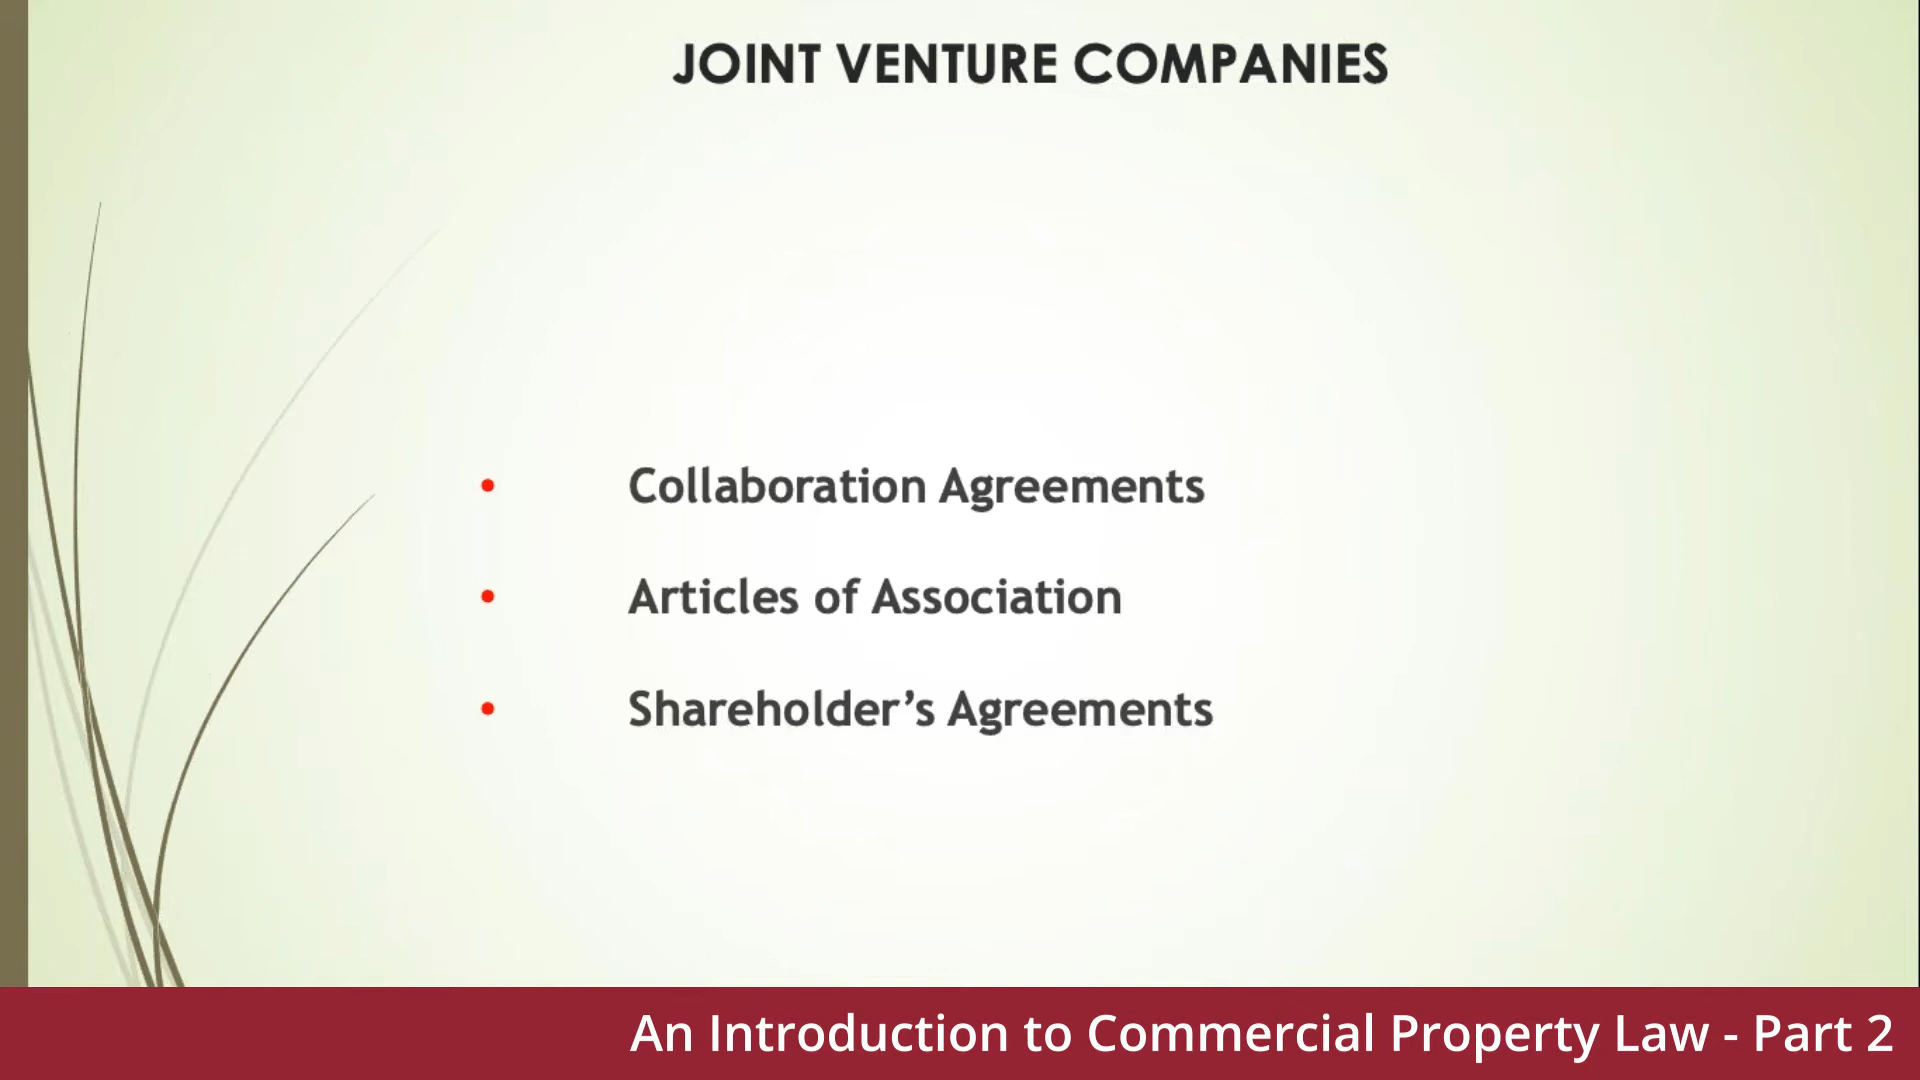 JOINT VENTURE COMPANIES
• Collaboration Agreements
• Articles of Association
• Shareholder’s Agreements
An Introduction to Commercial Property Law - Part 2